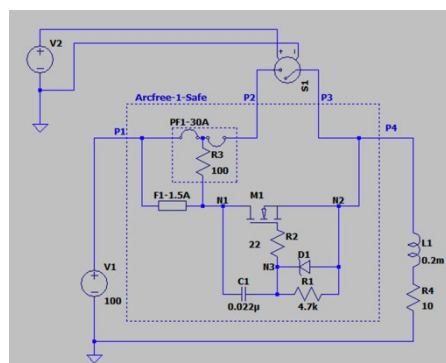 V2
+ -
S1
Arcfree-1-Safe
P2
P3
P1
PF1-30A
P4
R3
100
F1-1.5A
N1
M1
N2
L1
0.2m
R2
22
D1
N3
V1
100
C1
0.022µ
R1
4.7k
R4
10